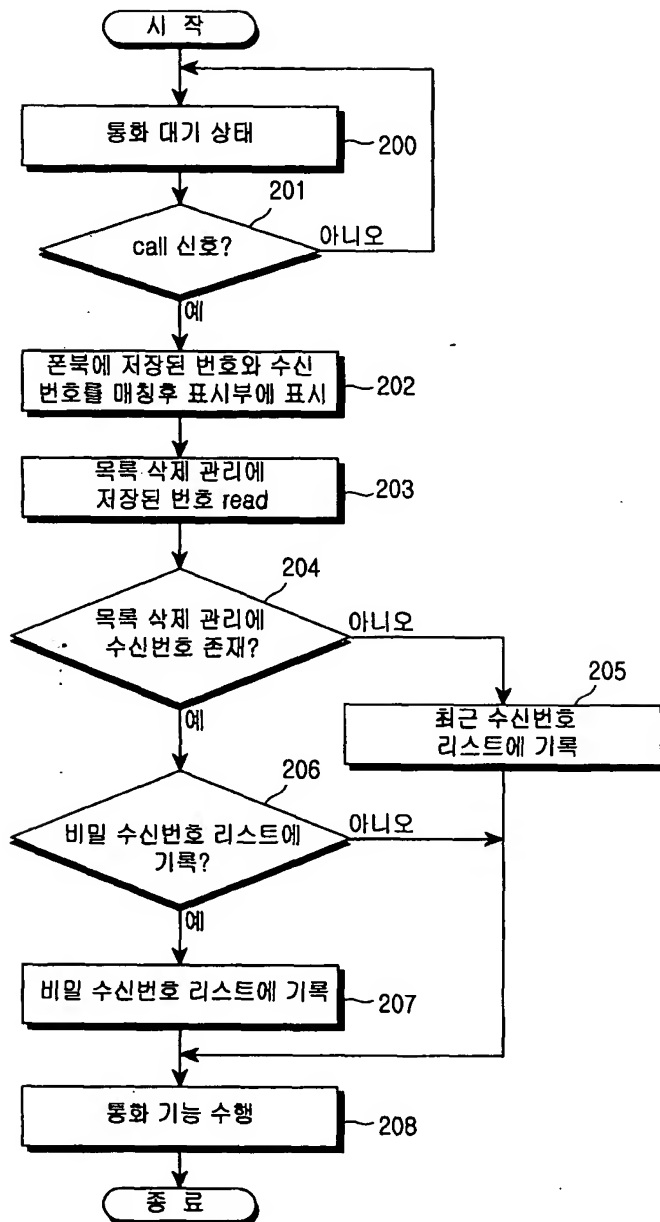 시 작
통화 대기 상태
200
201
call 신호?
아니오
예
폰북에 저장된 번호와 수신
번호를 매칭후 표시부에 표시
202
목록 삭제 관리에
저장된 번호 read
203
204
목록 삭제 관리에
수신번호 존재?
아니오
예
205
최근 수신번호
리스트에 기록
206
비밀 수신번호 리스트에
기록?
아니오
예
비밀 수신번호 리스트에 기록
207
통화 기능 수행
208
종 료